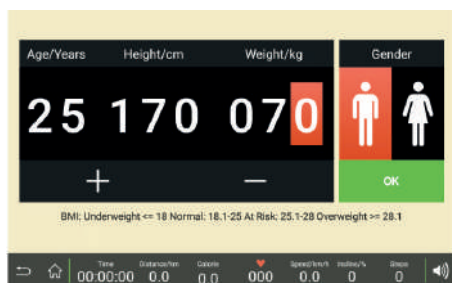 Age/Years Height/cm Weight/kg Gender
25 170 070
+ − OK
BMI: Underweight <= 18 Normal: 18.1-25 At Risk: 25.1-28 Overweight >= 28.1
Time Distance/km Calorie Speed/km/h Incline/% Steps
00:00:00 0.0 0.0 000 0.0 0 0